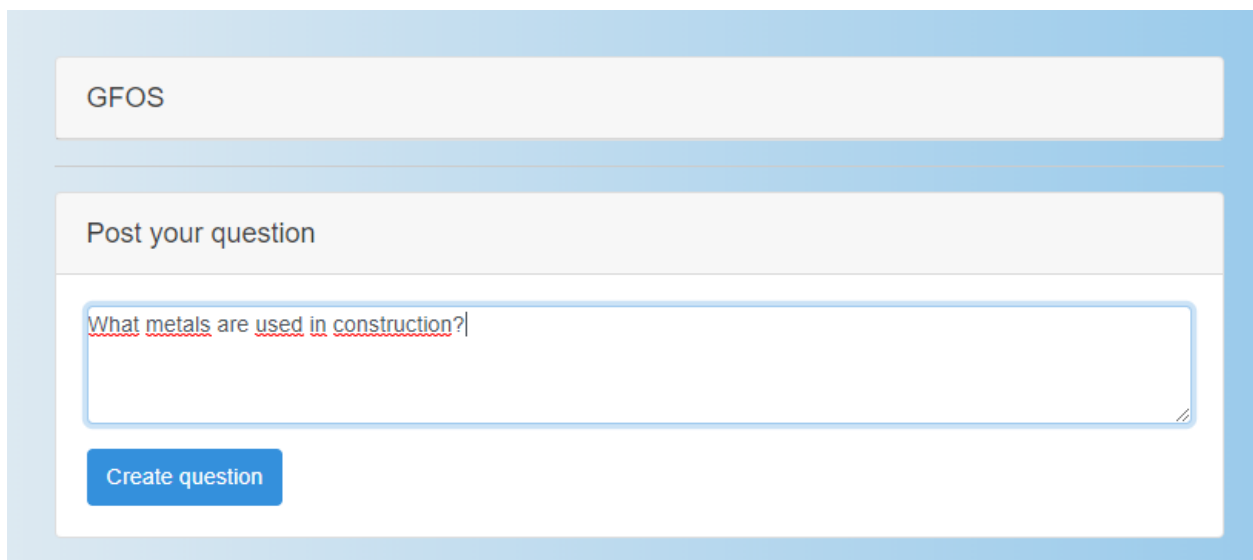 GFOS
Post your question
What metals are used in construction?
Create question